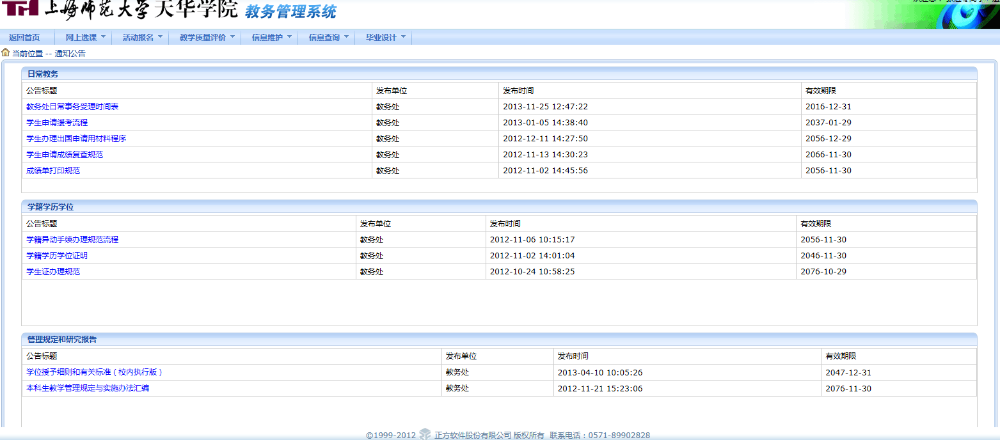 上海师范大学天华学院 教务管理系统
返回首页 网上选课 活动报名 教学质量评价 信息维护 信息查询 毕业设计
当前位置 -- 通知公告
日常教务
公告标题 发布单位 发布时间 有效期限
教务处日常事务受理时间表 教务处 2013-11-25 12:47:22 2016-12-31
学生申请缓考流程 教务处 2013-01-05 14:38:40 2037-01-29
学生办理出国申请用材料程序 教务处 2012-12-11 14:27:50 2056-12-29
学生申请成绩复查规范 教务处 2012-11-13 14:30:23 2066-11-30
成绩单打印规范 教务处 2012-11-02 14:45:56 2056-11-30
学籍学历学位
公告标题 发布单位 发布时间 有效期限
学籍异动手续办理规范流程 教务处 2012-11-06 10:15:17 2056-11-30
学籍学历学位证明 教务处 2012-11-02 14:01:04 2046-11-30
学生证办理规范 教务处 2012-10-24 10:58:25 2076-10-29
管理规定和研究报告
公告标题 发布单位 发布时间 有效期限
学位授予细则和有关标准（校内执行版） 教务处 2013-04-10 10:05:26 2047-12-31
本科生教学管理规定与实施办法汇编 教务处 2012-11-21 15:23:06 2076-11-30
©1999-2012 正方软件股份有限公司 版权所有 联系电话：0571-89902828